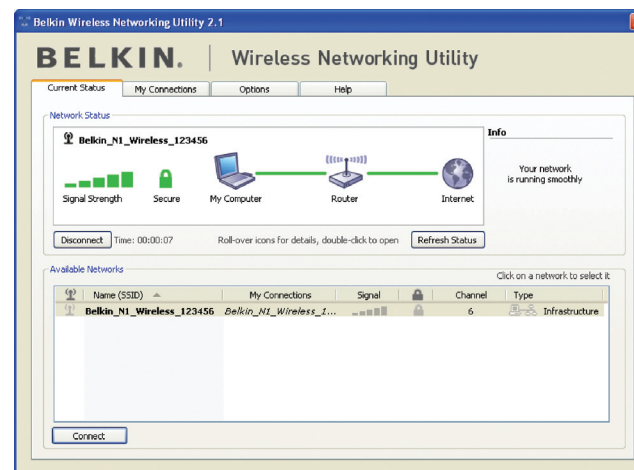 Belkin Wireless Networking Utility 2.1
BELKIN. | Wireless Networking Utility
Current Status My Connections Options Help
Network Status
Belkin_N1_Wireless_123456
Info
Your network
is running smoothly
Signal Strength Secure My Computer Router Internet
Disconnect Time: 00:00:07 Roll-over icons for details, double-click to open Refresh Status
Available Networks
Click on a network to select it
Name (SSID) My Connections Signal Channel Type
Belkin_N1_Wireless_123456 Belkin_N1_Wireless_1... 6 Infrastructure
Connect